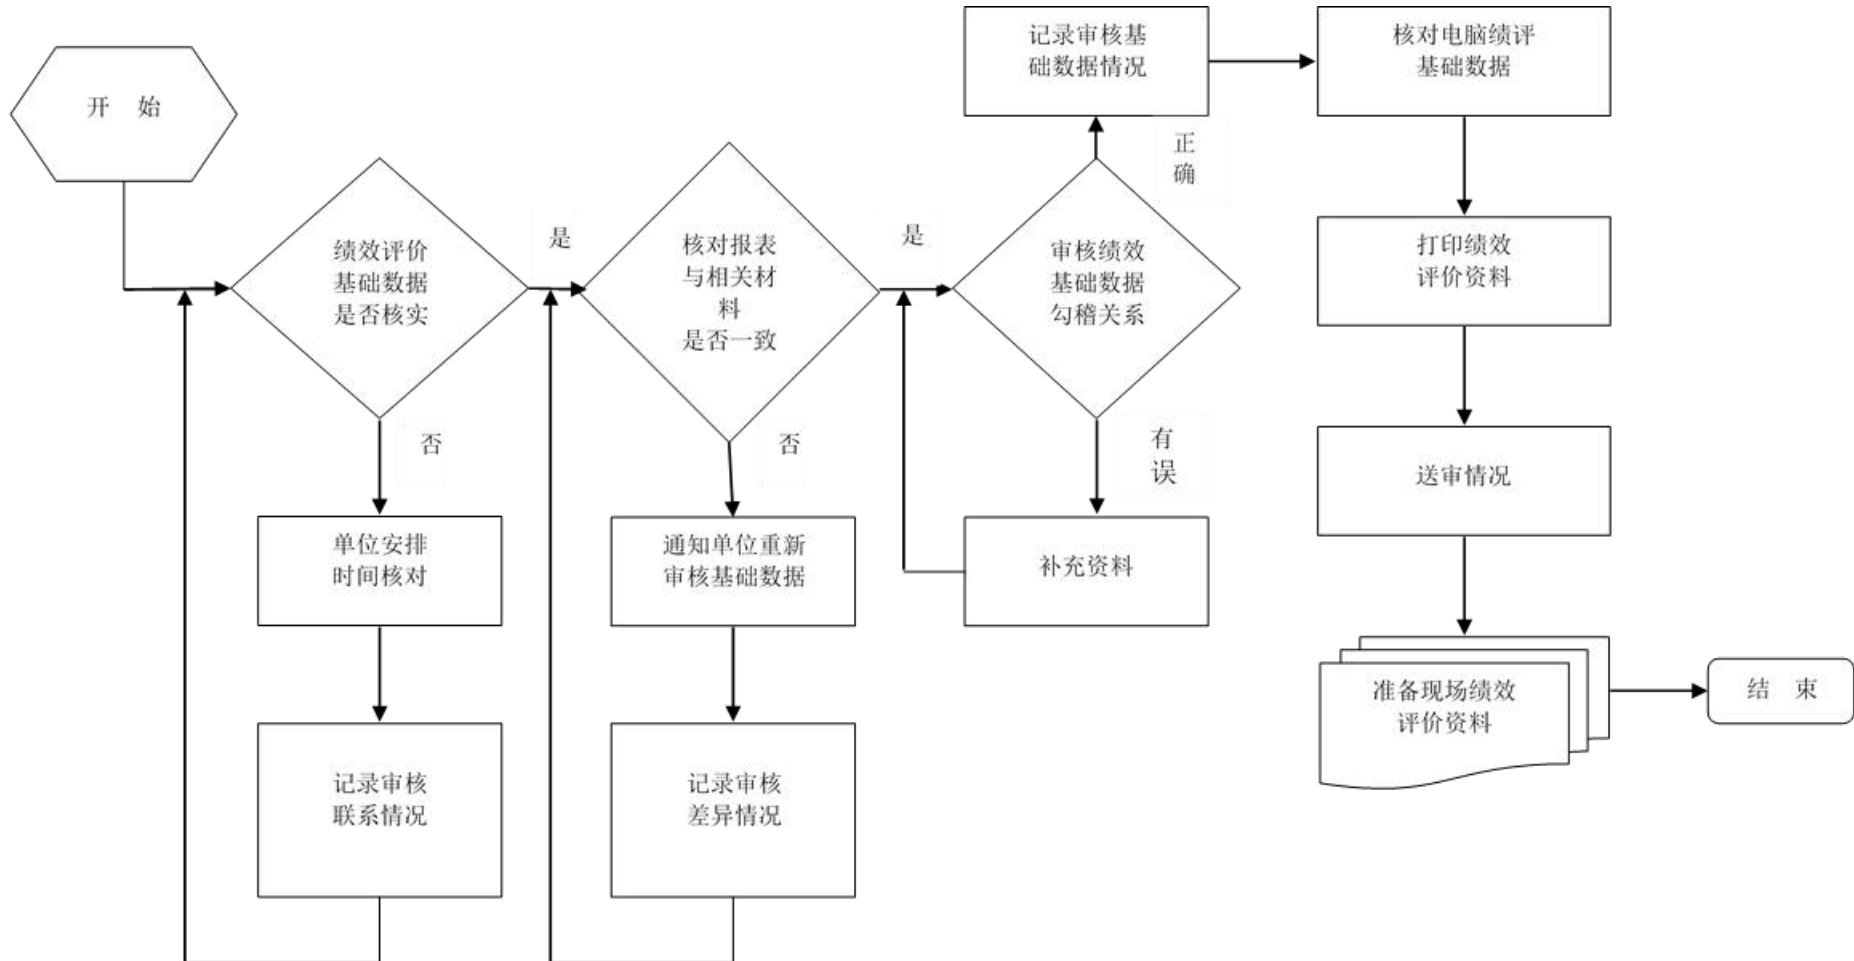 开 始
绩效评价
基础数据
是否核实
是
否
单位安排
时间核对
记录审核
联系情况
核对报表
与相关材
料
是否一致
是
否
通知单位重新
审核基础数据
记录审核
差异情况
审核绩效
基础数据
勾稽关系
正
确
有
误
补充资料
记录审核基
础数据情况
核对电脑绩评
基础数据
打印绩效
评价资料
送审情况
准备现场绩效
评价资料
结 束